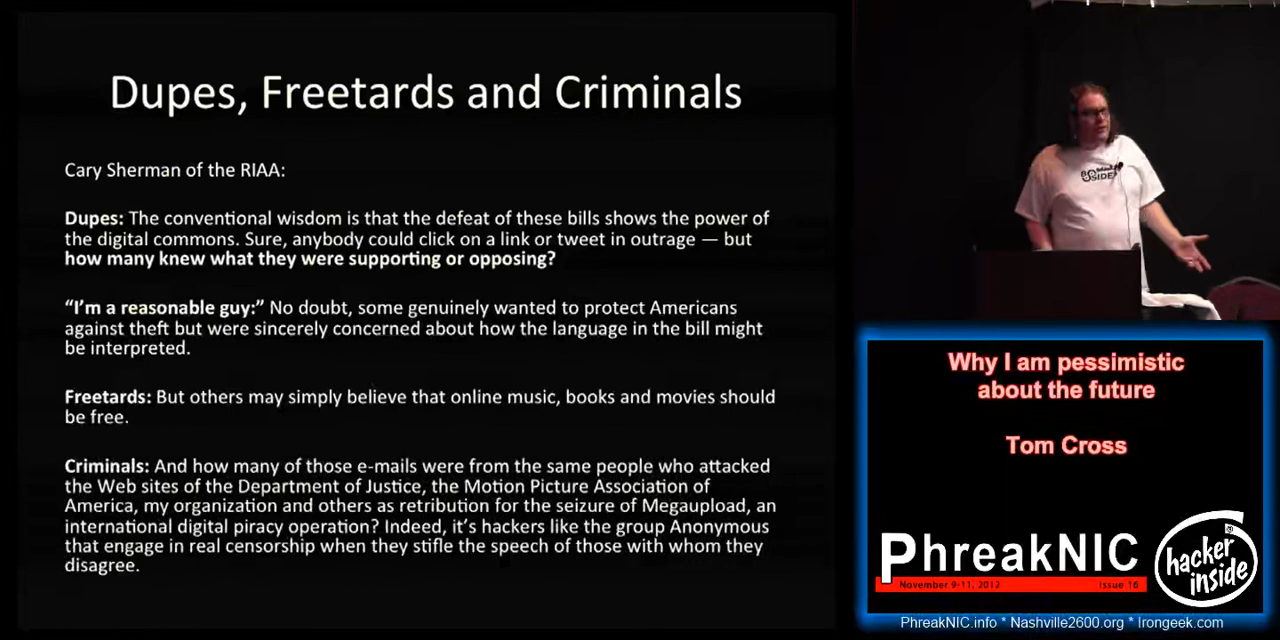 Dupes, Freetards and Criminals
Cary Sherman of the RIAA:
Dupes: The conventional wisdom is that the defeat of these bills shows the power of
the digital commons. Sure, anybody could click on a link or tweet in outrage — but
how many knew what they were supporting or opposing?
“I’m a reasonable guy:” No doubt, some genuinely wanted to protect Americans
against theft but were sincerely concerned about how the language in the bill might
be interpreted.
Freetards: But others may simply believe that online music, books and movies should
be free.
Criminals: And how many of those e-mails were from the same people who attacked
the Web sites of the Department of Justice, the Motion Picture Association of
America, my organization and others as retribution for the seizure of Megaupload, an
international digital piracy operation? Indeed, it’s hackers like the group Anonymous
that engage in real censorship when they stifle the speech of those with whom they
disagree.
Why I am pessimistic
about the future
Tom Cross
PhreakNIC
November 9-11, 2012 Issue 16
hacker
inside
PhreakNIC.info * Nashville2600.org * Irongeek.com